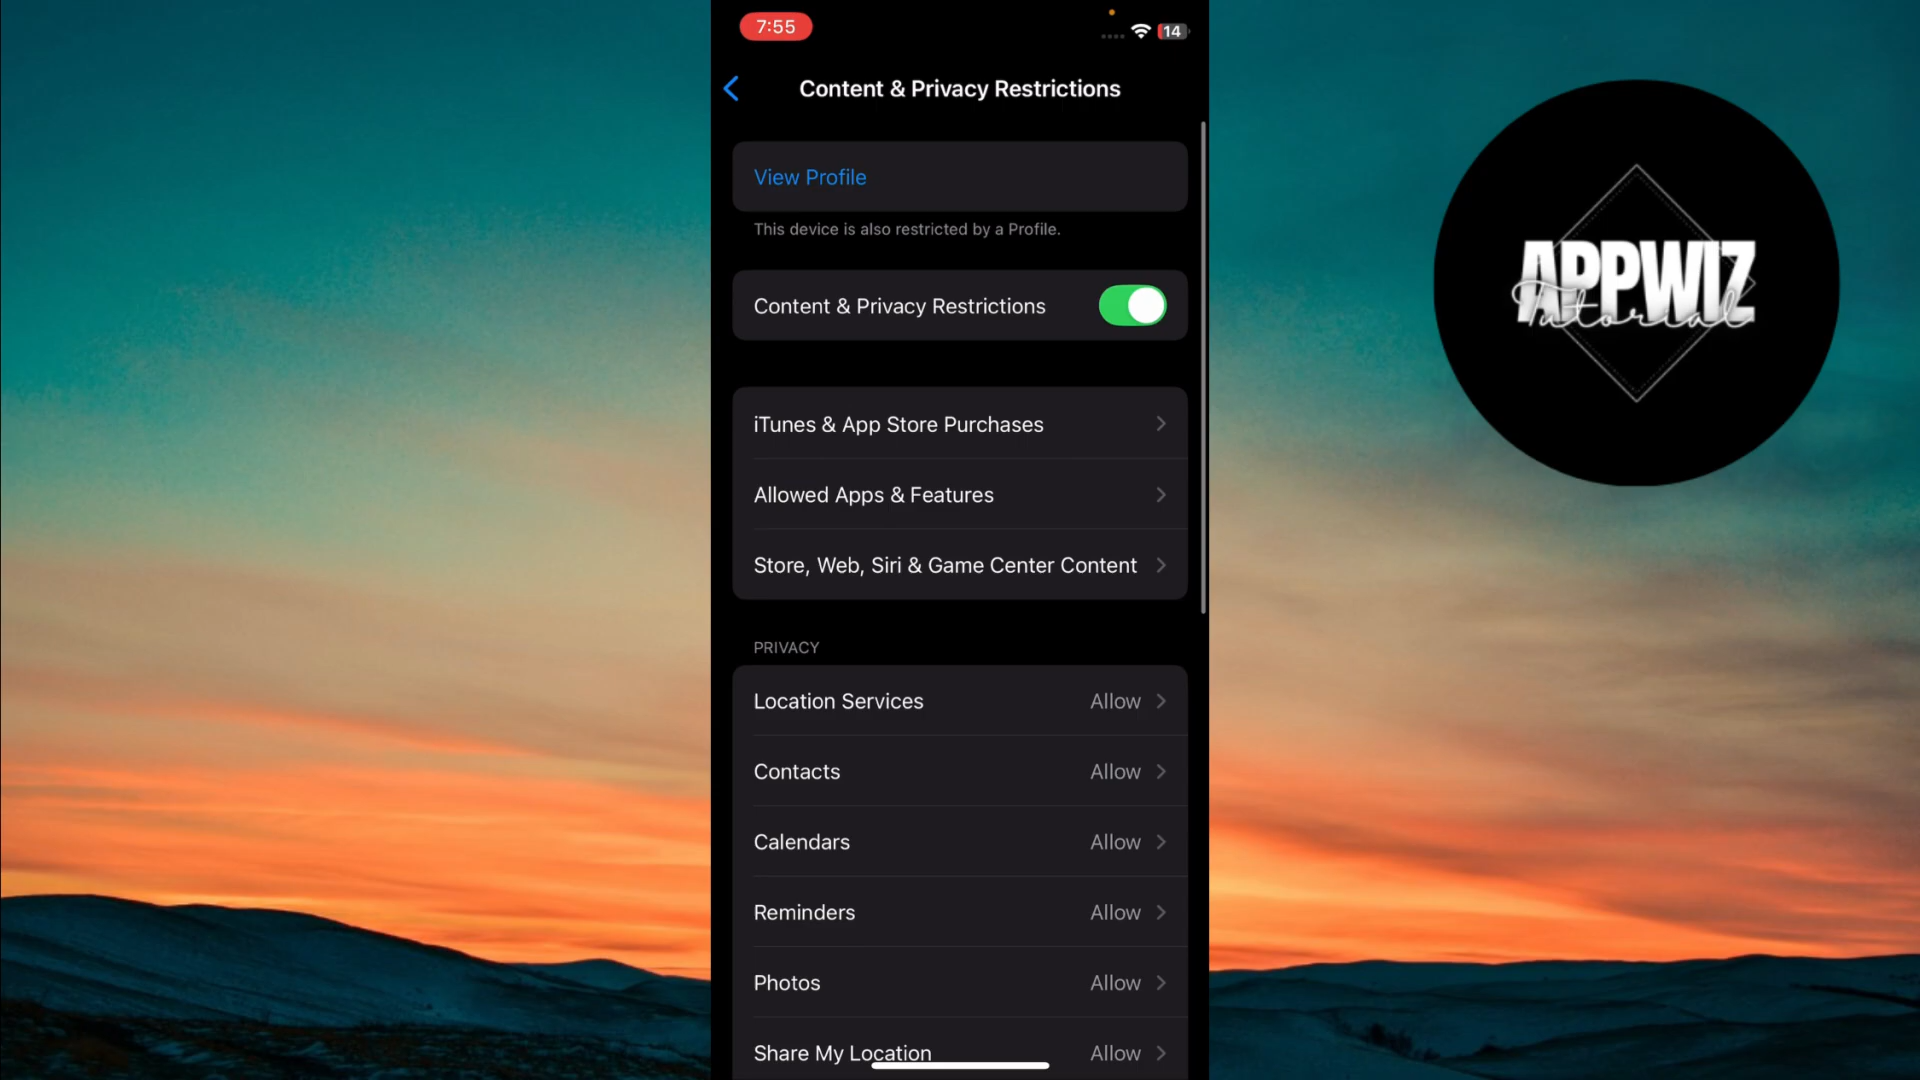 7:55
14
Content & Privacy Restrictions
View Profile
This device is also restricted by a Profile.
Content & Privacy Restrictions
iTunes & App Store Purchases
Allowed Apps & Features
Store, Web, Siri & Game Center Content
PRIVACY
Location Services Allow
Contacts Allow
Calendars Allow
Reminders Allow
Photos Allow
Share My Location Allow
APPWIZ
Tutorial